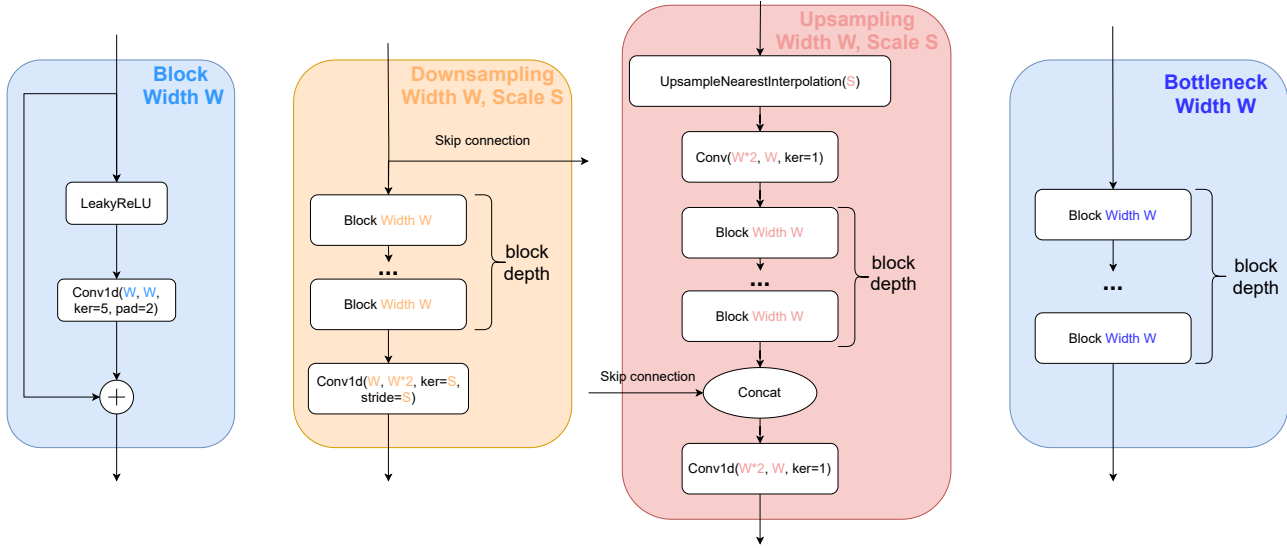 Block
Width W
LeakyReLU
Conv1d(W, W,
ker=5, pad=2)
Downsampling
Width W, Scale S
Skip connection
Block Width W
...
Block Width W
block
depth
Conv1d(W, W*2, ker=S,
stride=S)
Upsampling
Width W, Scale S
UpsampleNearestInterpolation(S)
Conv(W*2, W, ker=1)
Block Width W
...
Block Width W
block
depth
Skip connection
Concat
Conv1d(W*2, W, ker=1)
Bottleneck
Width W
Block Width W
...
Block Width W
block
depth